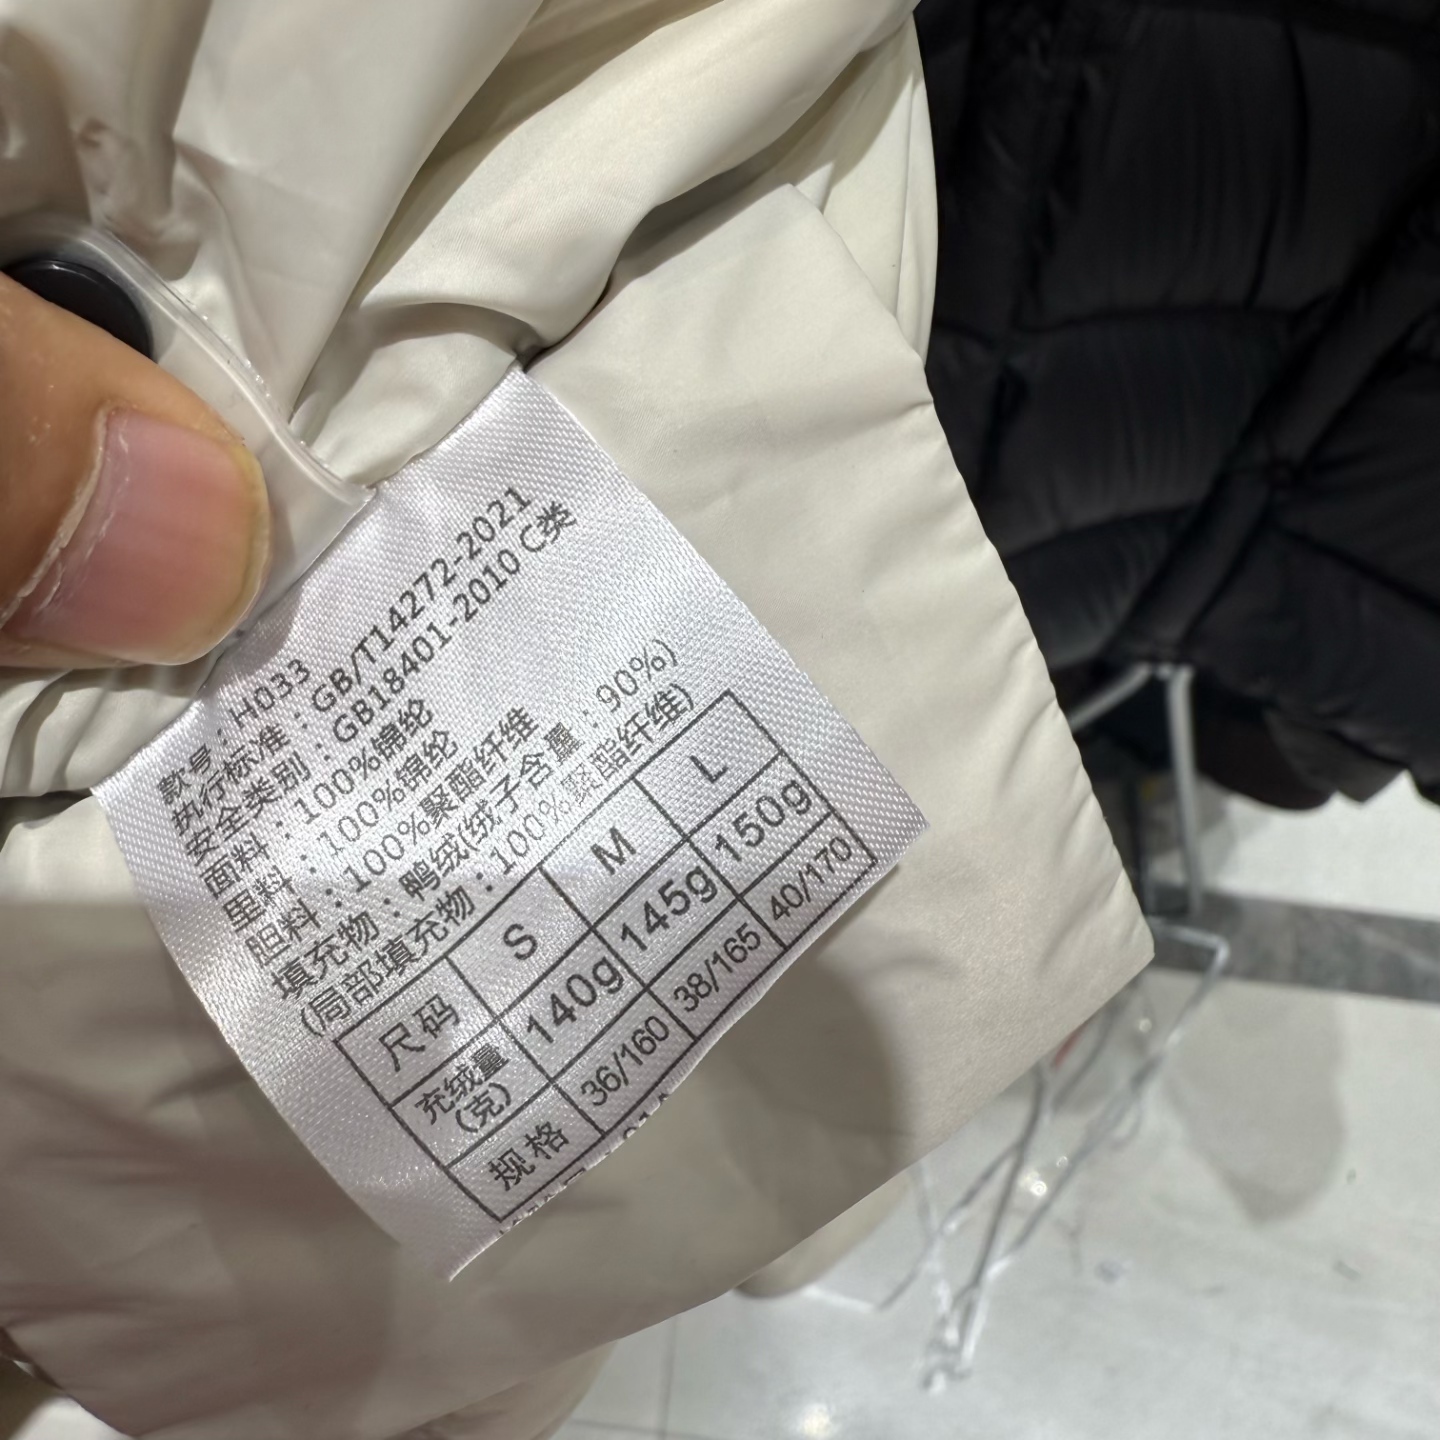 款号：H033
执行标准：GB/T14272-2021
安全类别：GB18401-2010 C类
面料：100%锦纶
里料：100%锦纶
胆料：100%聚酯纤维
填充物：鸭绒(绒子含量：90%)
(局部填充物：100%聚酯纤维)
尺码 S M L
充绒量(克) 140g 145g 150g
规格 36/160 38/165 40/170